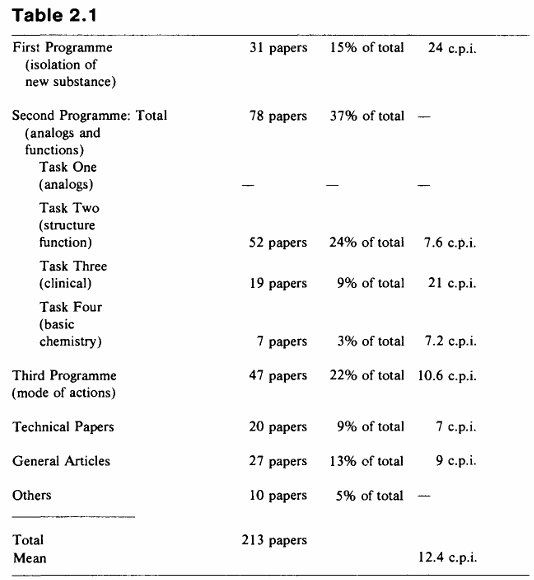 Table 2.1
First Programme 31 papers 15% of total 24 c.p.i.
(isolation of
new substance)
Second Programme: Total 78 papers 37% of total —
(analogs and
functions)
Task One
(analogs) — — —
Task Two
(structure
function) 52 papers 24% of total 7.6 c.p.i.
Task Three
(clinical) 19 papers 9% of total 21 c.p.i.
Task Four
(basic
chemistry) 7 papers 3% of total 7.2 c.p.i.
Third Programme 47 papers 22% of total 10.6 c.p.i.
(mode of actions)
Technical Papers 20 papers 9% of total 7 c.p.i.
General Articles 27 papers 13% of total 9 c.p.i.
Others 10 papers 5% of total —
Total 213 papers
Mean 12.4 c.p.i.